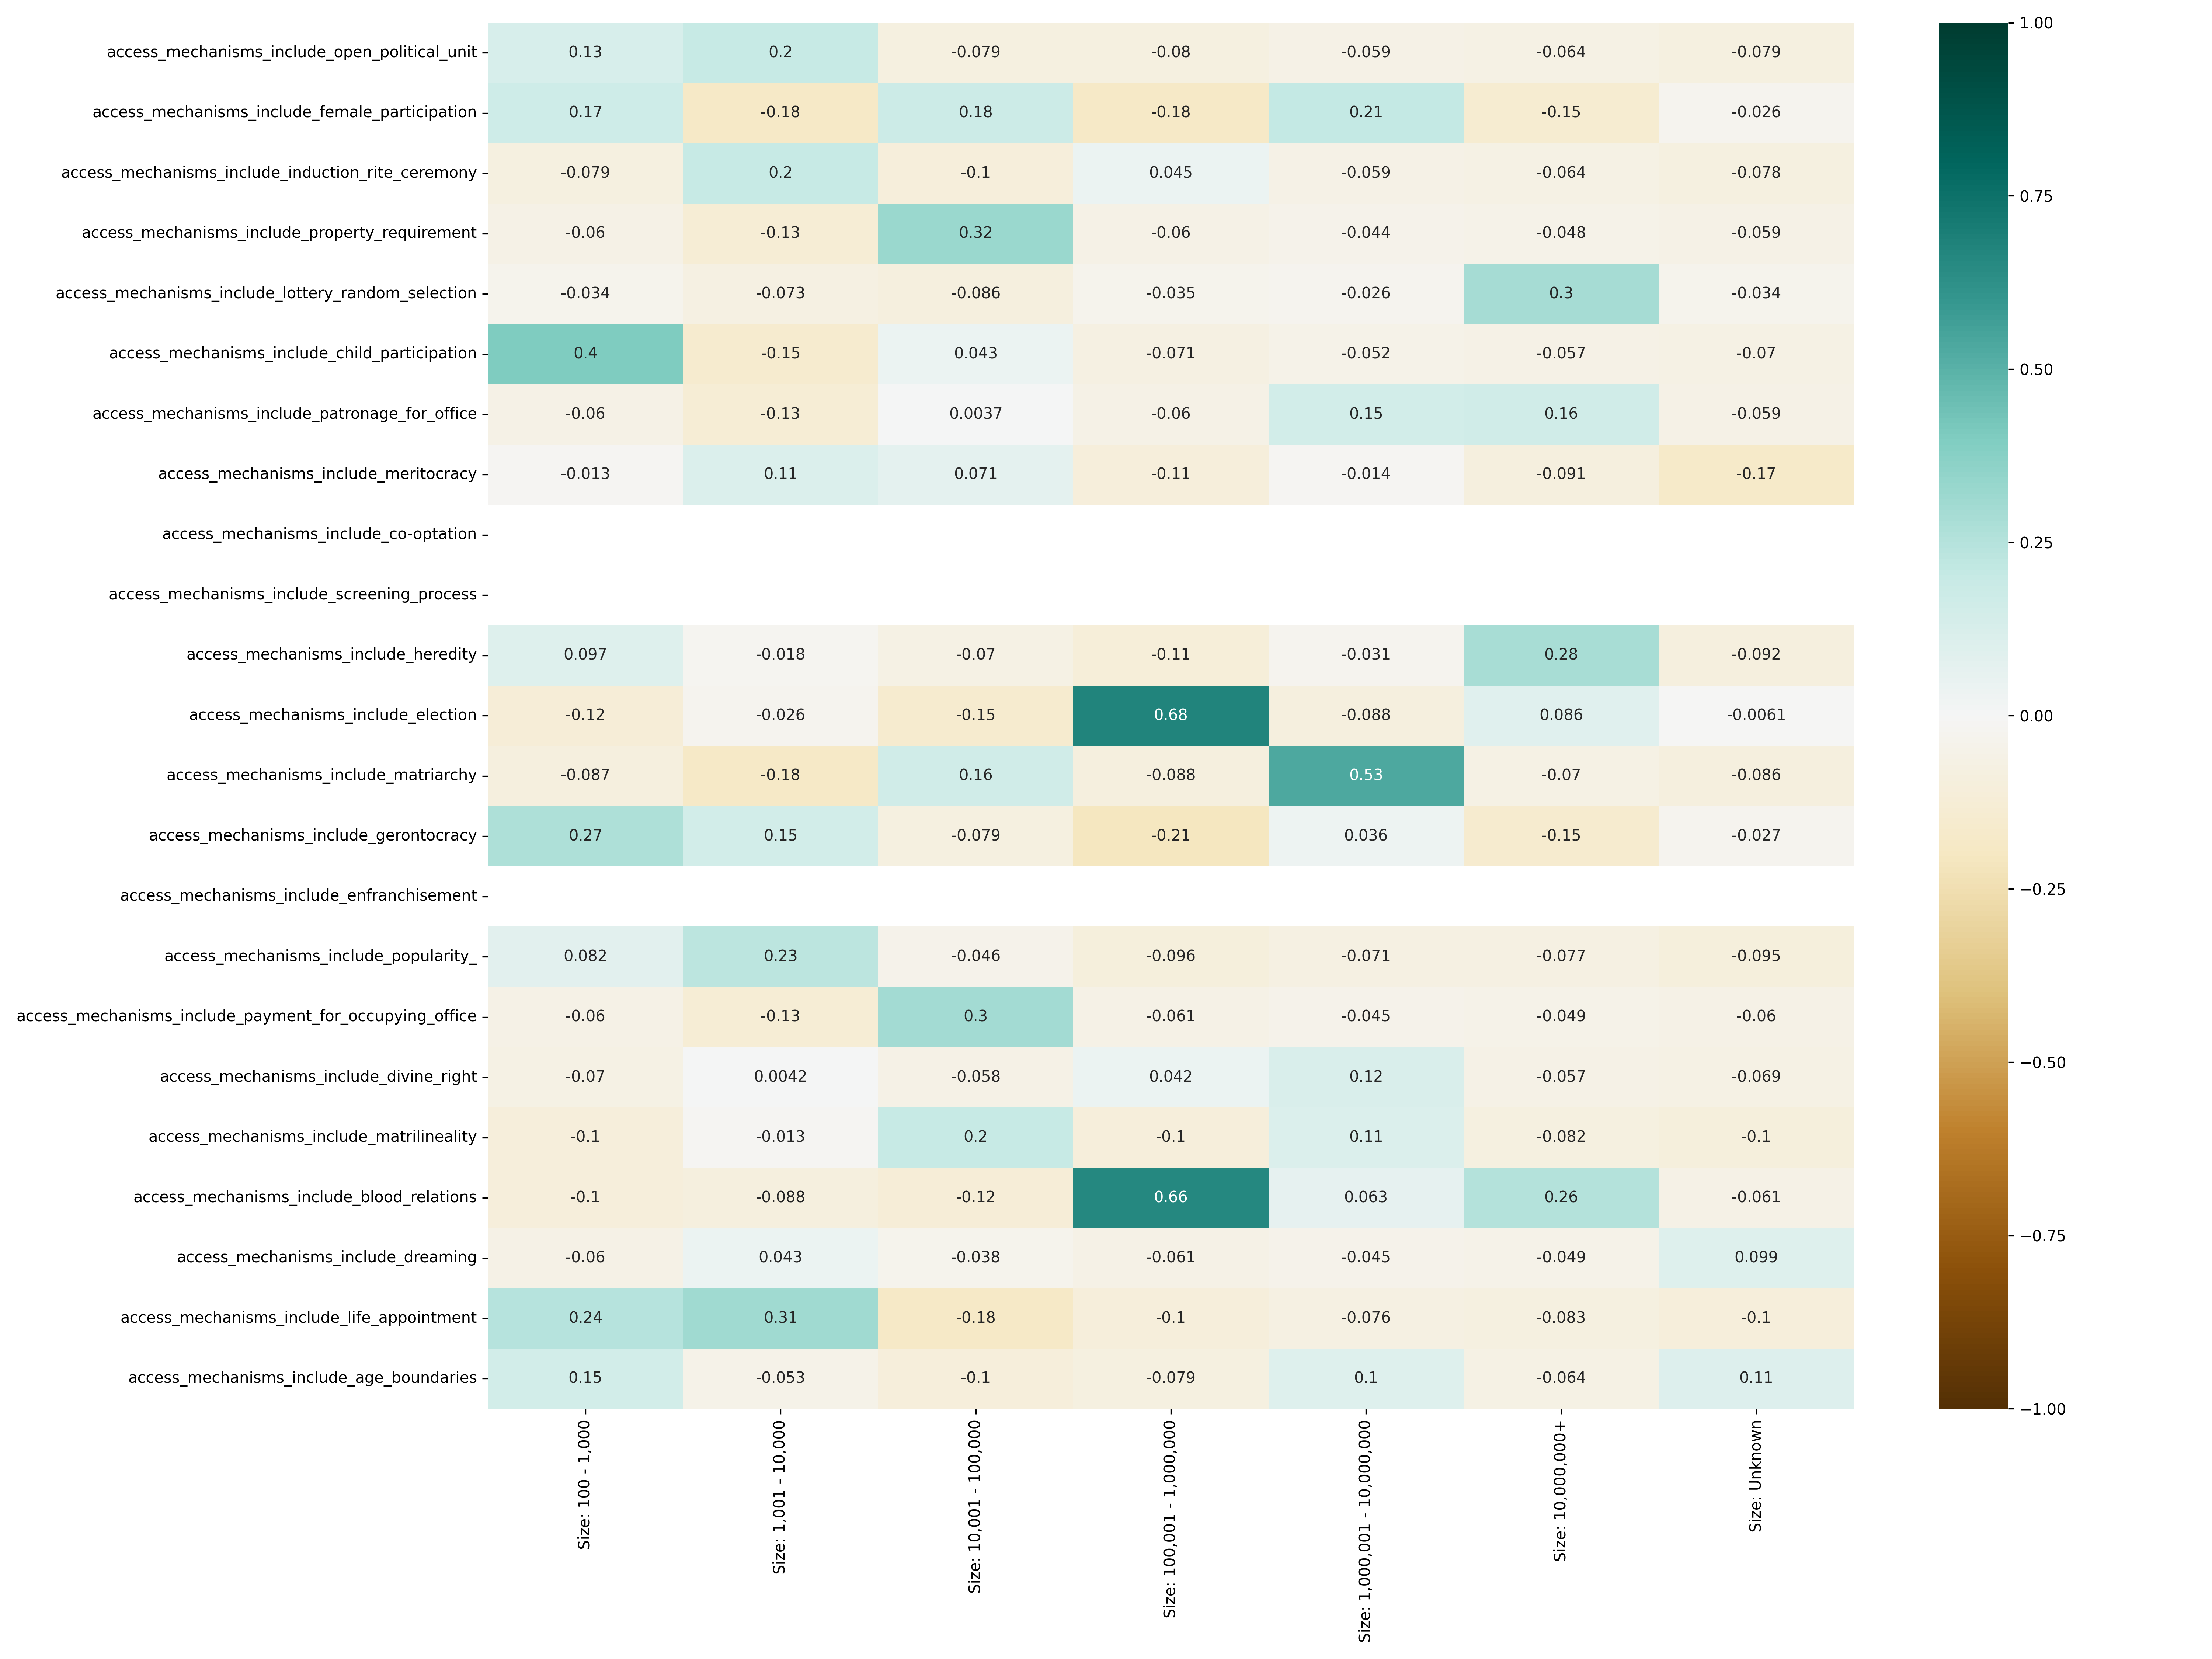 access_mechanisms_include_open_political_unit 0.13 0.2 -0.079 -0.08 -0.059 -0.064 -0.079
access_mechanisms_include_female_participation 0.17 -0.18 0.18 -0.18 0.21 -0.15 -0.026
access_mechanisms_include_induction_rite_ceremony -0.079 0.2 -0.1 0.045 -0.059 -0.064 -0.078
access_mechanisms_include_property_requirement -0.06 -0.13 0.32 -0.06 -0.044 -0.048 -0.059
access_mechanisms_include_lottery_random_selection -0.034 -0.073 -0.086 -0.035 -0.026 0.3 -0.034
access_mechanisms_include_child_participation 0.4 -0.15 0.043 -0.071 -0.052 -0.057 -0.07
access_mechanisms_include_patronage_for_office -0.06 -0.13 0.0037 -0.06 0.15 0.16 -0.059
access_mechanisms_include_meritocracy -0.013 0.11 0.071 -0.11 -0.014 -0.091 -0.17
access_mechanisms_include_co-optation
access_mechanisms_include_screening_process
access_mechanisms_include_heredity 0.097 -0.018 -0.07 -0.11 -0.031 0.28 -0.092
access_mechanisms_include_election -0.12 -0.026 -0.15 0.68 -0.088 0.086 -0.0061
access_mechanisms_include_matriarchy -0.087 -0.18 0.16 -0.088 0.53 -0.07 -0.086
access_mechanisms_include_gerontocracy 0.27 0.15 -0.079 -0.21 0.036 -0.15 -0.027
access_mechanisms_include_enfranchisement
access_mechanisms_include_popularity_ 0.082 0.23 -0.046 -0.096 -0.071 -0.077 -0.095
access_mechanisms_include_payment_for_occupying_office -0.06 -0.13 0.3 -0.061 -0.045 -0.049 -0.06
access_mechanisms_include_divine_right -0.07 0.0042 -0.058 0.042 0.12 -0.057 -0.069
access_mechanisms_include_matrilineality -0.1 -0.013 0.2 -0.1 0.11 -0.082 -0.1
access_mechanisms_include_blood_relations -0.1 -0.088 -0.12 0.66 0.063 0.26 -0.061
access_mechanisms_include_dreaming -0.06 0.043 -0.038 -0.061 -0.045 -0.049 0.099
access_mechanisms_include_life_appointment 0.24 0.31 -0.18 -0.1 -0.076 -0.083 -0.1
access_mechanisms_include_age_boundaries 0.15 -0.053 -0.1 -0.079 0.1 -0.064 0.11
Size: 100 - 1,000
Size: 1,001 - 10,000
Size: 10,001 - 100,000
Size: 100,001 - 1,000,000
Size: 1,000,001 - 10,000,000
Size: 10,000,000+
Size: Unknown
1.00
0.75
0.50
0.25
0.00
−0.25
−0.50
−0.75
−1.00